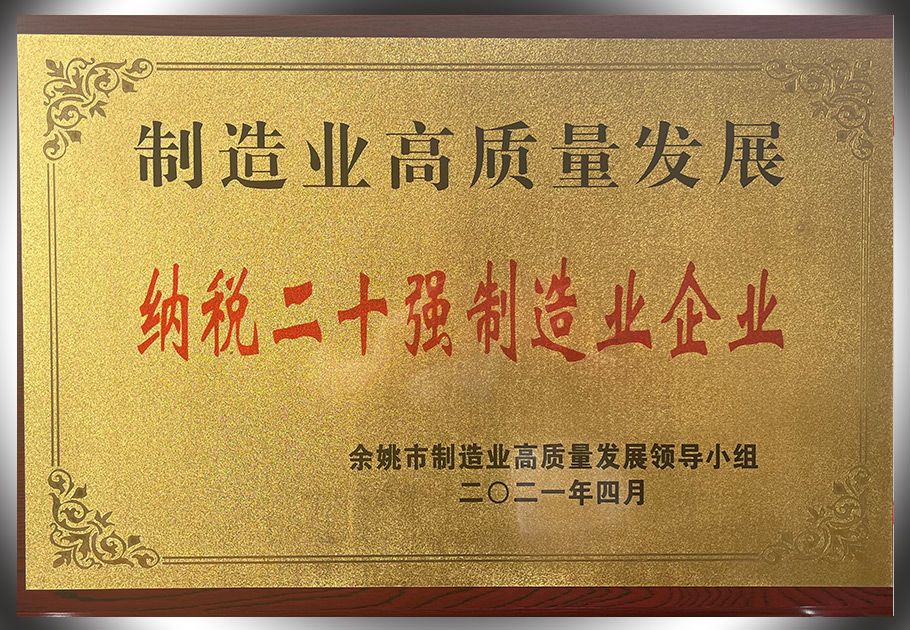 制造业高质量发展
纳税二十强制造业企业
余姚市制造业高质量发展领导小组
二〇二一年四月